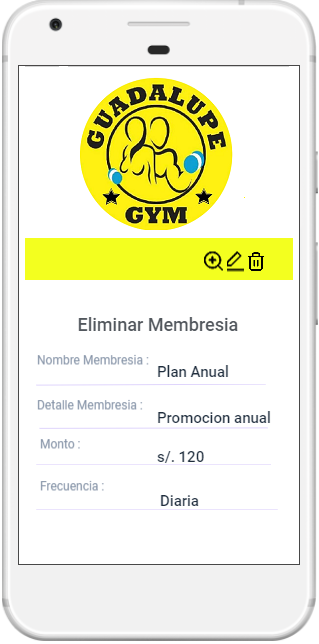 GUADALUPE
GYM
Eliminar Membresia
Nombre Membresia : Plan Anual
Detalle Membresia : Promocion anual
Monto : s/. 120
Frecuencia : Diaria